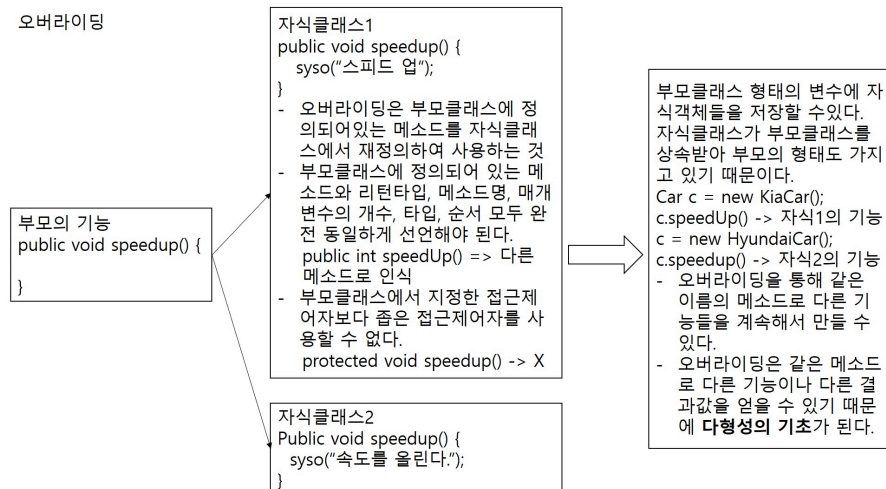 오버라이딩
부모의 기능
public void speedup() {
}
자식클래스1
public void speedup() {
syso("스피드 업");
}
- 오버라이딩은 부모클래스에 정
의되어있는 메소드를 자식클래
스에서 재정의하여 사용하는 것
- 부모클래스에 정의되어 있는 메
소드와 리턴타입, 메소드명, 매개
변수의 개수, 타입, 순서 모두 완
전 동일하게 선언해야 된다.
public int speedUp() => 다른
메소드로 인식
- 부모클래스에서 지정한 접근제
어자보다 좁은 접근제어자를 사
용할 수 없다.
protected void speedup() -> X
자식클래스2
Public void speedup() {
syso("속도를 올린다.");
}
부모클래스 형태의 변수에 자
식객체들을 저장할 수있다.
자식클래스가 부모클래스를
상속받아 부모의 형태도 가지
고 있기 때문이다.
Car c = new KiaCar();
c.speedUp() -> 자식1의 기능
c = new HyundaiCar();
c.speedup() -> 자식2의 기능
- 오버라이딩을 통해 같은
이름의 메소드로 다른 기
능들을 계속해서 만들 수
있다.
- 오버라이딩은 같은 메소드
로 다른 기능이나 다른 결
과값을 얻을 수 있기 때문
에 다형성의 기초가 된다.